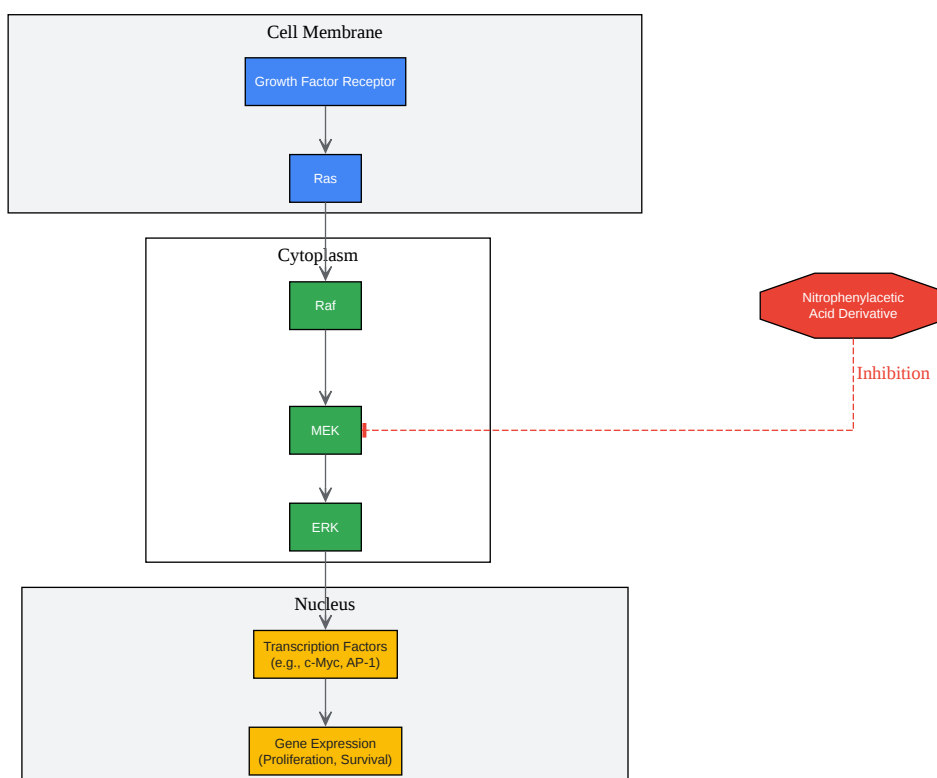 Cell Membrane
Growth Factor Receptor
Ras
Cytoplasm
Raf
Nitrophenylacetic
Acid Derivative
Inhibition
MEK
ERK
Nucleus
Transcription Factors
(e.g., c-Myc, AP-1)
Gene Expression
(Proliferation, Survival)